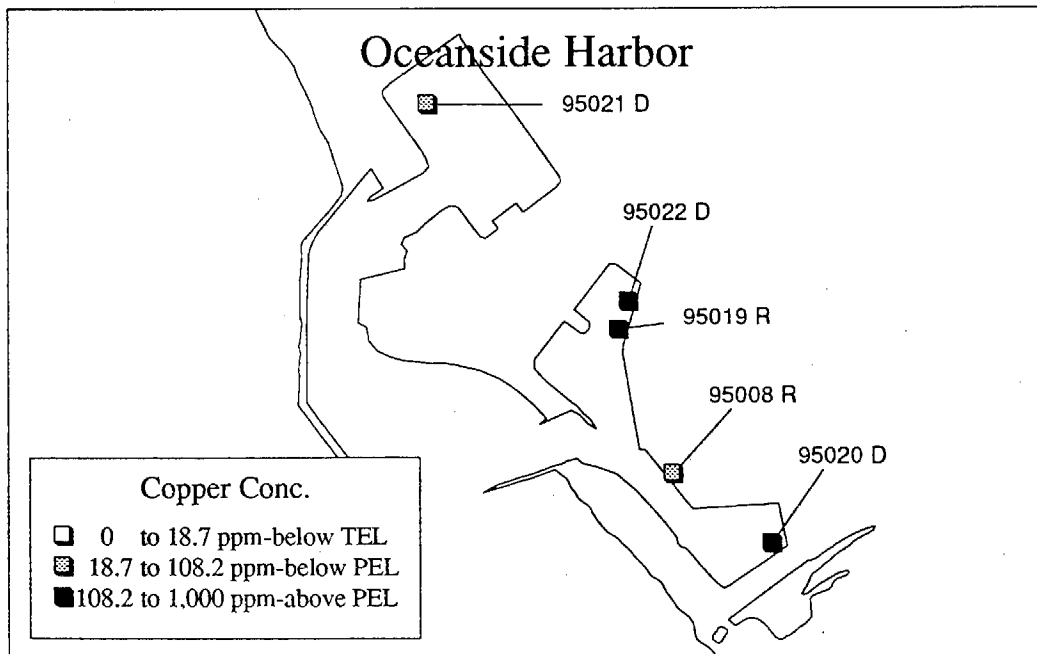 Oceanside Harbor
95021 D
95022 D
95019 R
95008 R
95020 D
Copper Conc.
0 to 18.7 ppm-below TEL
18.7 to 108.2 ppm-below PEL
108.2 to 1,000 ppm-above PEL